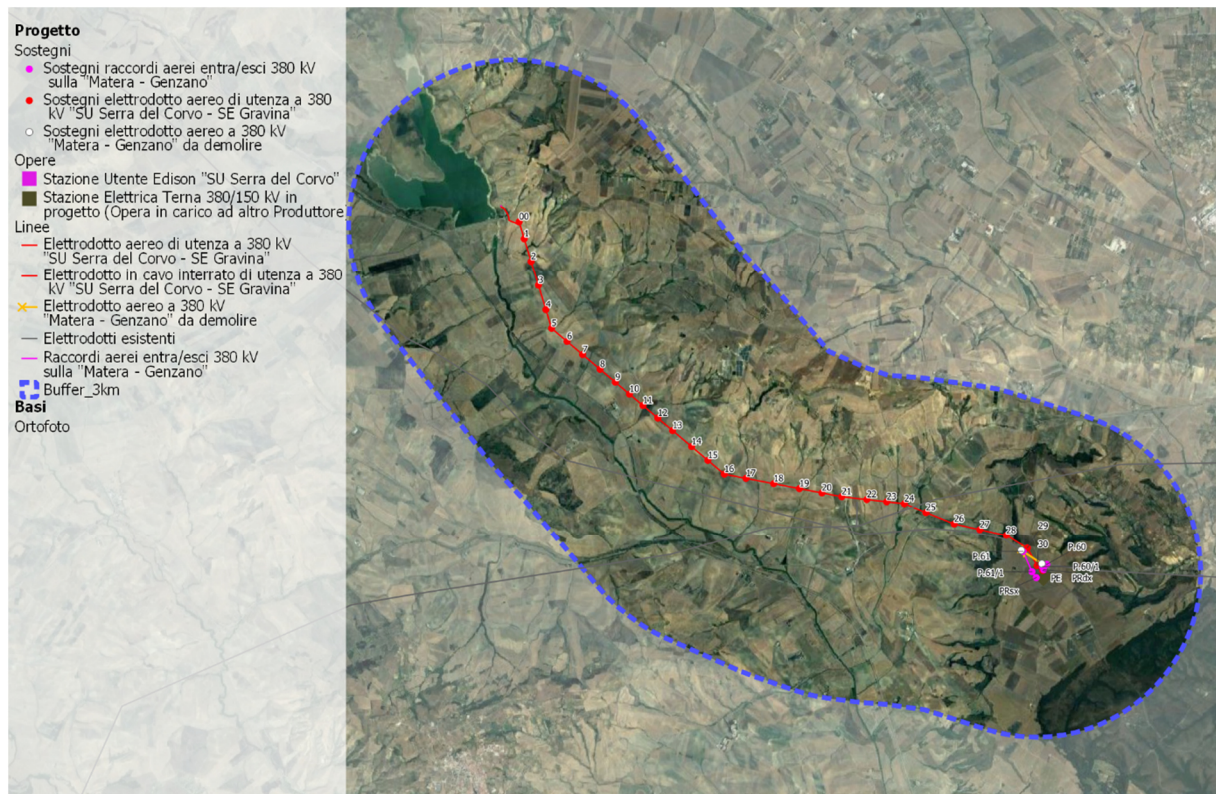 Progetto
Sostegni
Sostegni raccordi aerei entra/esci 380 kV
sulla "Matera - Genzano"
Sostegni elettrodotto aereo di utenza a 380
kV "SU Serra del Corvo - SE Gravina"
Sostegni elettrodotto aereo a 380 kV
"Matera - Genzano" da demolire
Opere
Stazione Utente Edison "SU Serra del Corvo"
Stazione Elettrica Terna 380/150 kV in
progetto (Opera in carico ad altro Produttore
Linee
Elettrodotto aereo di utenza a 380 kV
"SU Serra del Corvo - SE Gravina"
Elettrodotto in cavo interrato di utenza a 380
kV "SU Serra del Corvo - SE Gravina"
Elettrodotto aereo a 380 kV
"Matera - Genzano" da demolire
Elettrodotti esistenti
Raccordi aerei entra/esci 380 kV
sulla "Matera - Genzano"
Buffer_3km
Basi
Ortofoto
00
1
2
3
4
5
6
7
8
9
10
11
12
13
14
15
16
17
18
19
20
21
22
23
24
25
26
27
28
29
30
P.60
P.61
P.60/1
P.61/1
PE
PRdx
PRsx